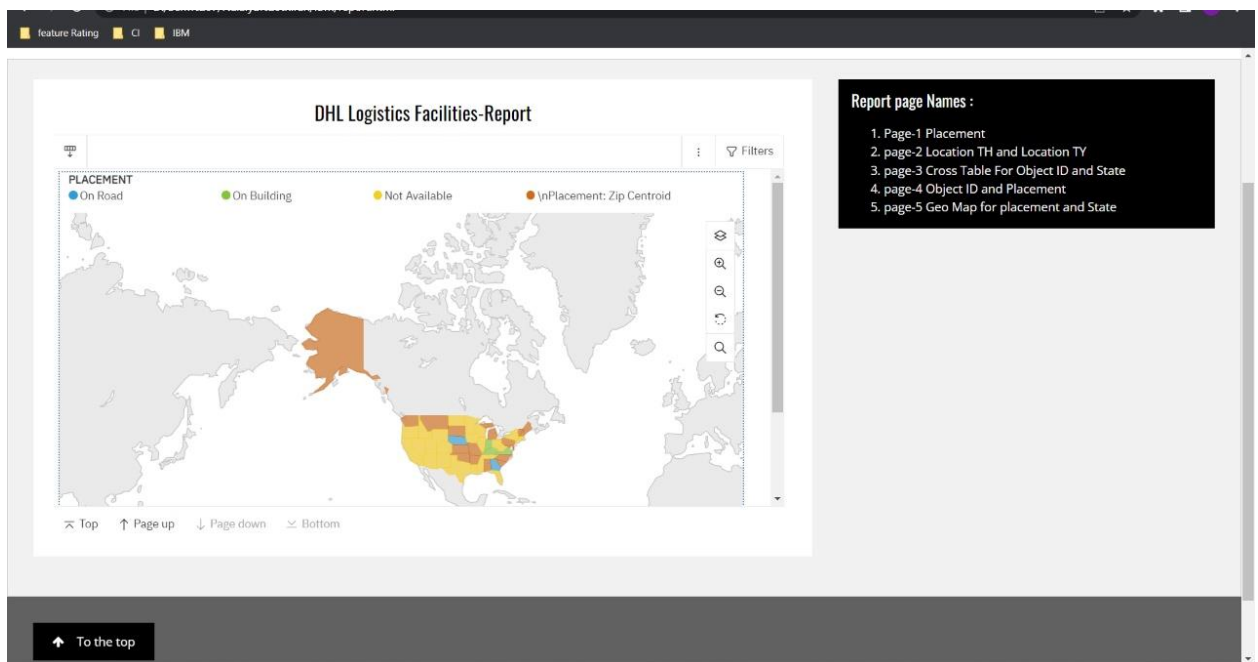 feature Rating CI IBM
DHL Logistics Facilities-Report
Filters
PLACEMENT
On Road On Building Not Available \nPlacement: Zip Centroid
Top Page up Page down Bottom
Report page Names :
1. Page-1 Placement
2. page-2 Location TH and Location TY
3. page-3 Cross Table For Object ID and State
4. page-4 Object ID and Placement
5. page-5 Geo Map for placement and State
To the top